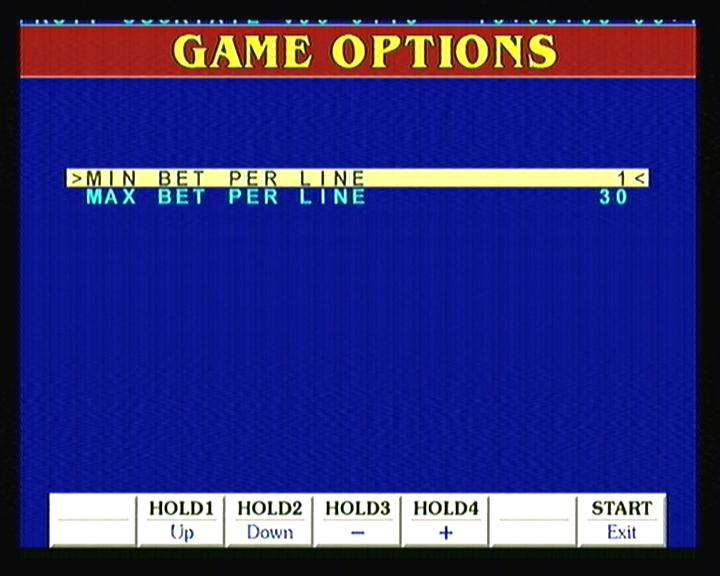 GAME OPTIONS
>MIN BET PER LINE 1<
MAX BET PER LINE 30
HOLD1 HOLD2 HOLD3 HOLD4 START
Up Down − + Exit